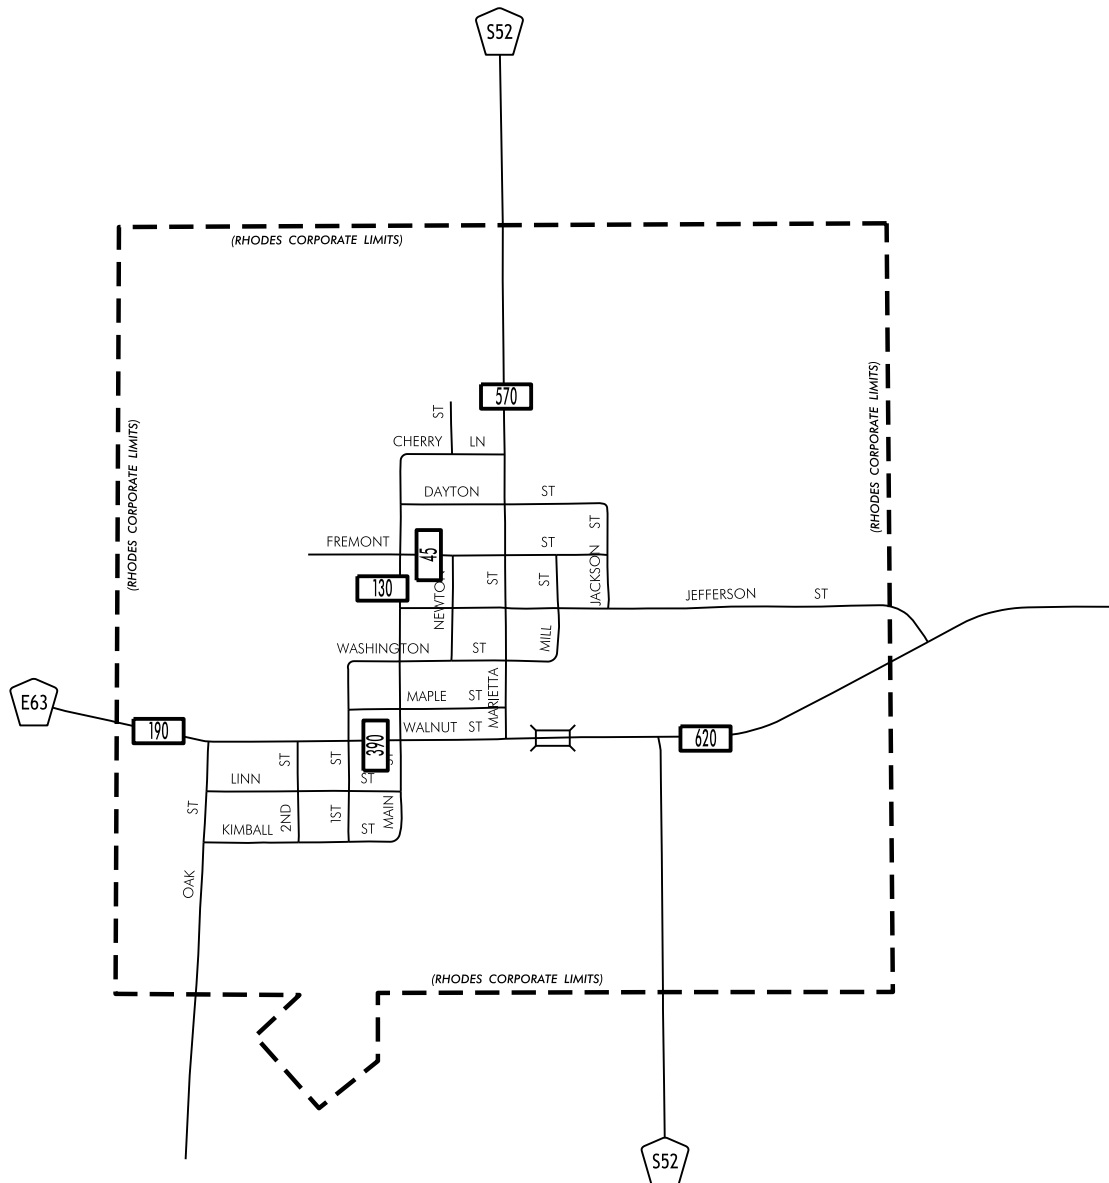 S52
(RHODES CORPORATE LIMITS)
(RHODES CORPORATE LIMITS)
(RHODES CORPORATE LIMITS)
570
ST
CHERRY LN
DAYTON ST
ST
FREMONT ST
45
130
NEWTON
ST
ST
JACKSON
JEFFERSON ST
WASHINGTON ST
MILL
E63
MAPLE ST
MARIETTA
190
WALNUT ST
390
620
ST
ST
ST
LINN ST
ST
KIMBALL ST
2ND
1ST
MAIN
OAK
(RHODES CORPORATE LIMITS)
S52